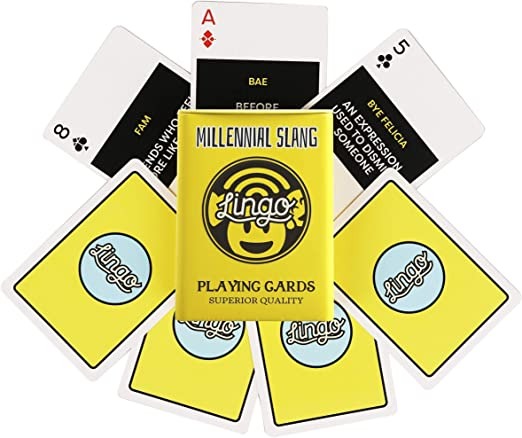 A
BAE
BEFORE
8
FAM
5
BYE FELICIA
AN EXPRESSION
USED TO
SOMEONE
MILLENNIAL SLANG
Lingo
PLAYING CARDS
SUPERIOR QUALITY
Lingo
Lingo
Lingo
Lingo